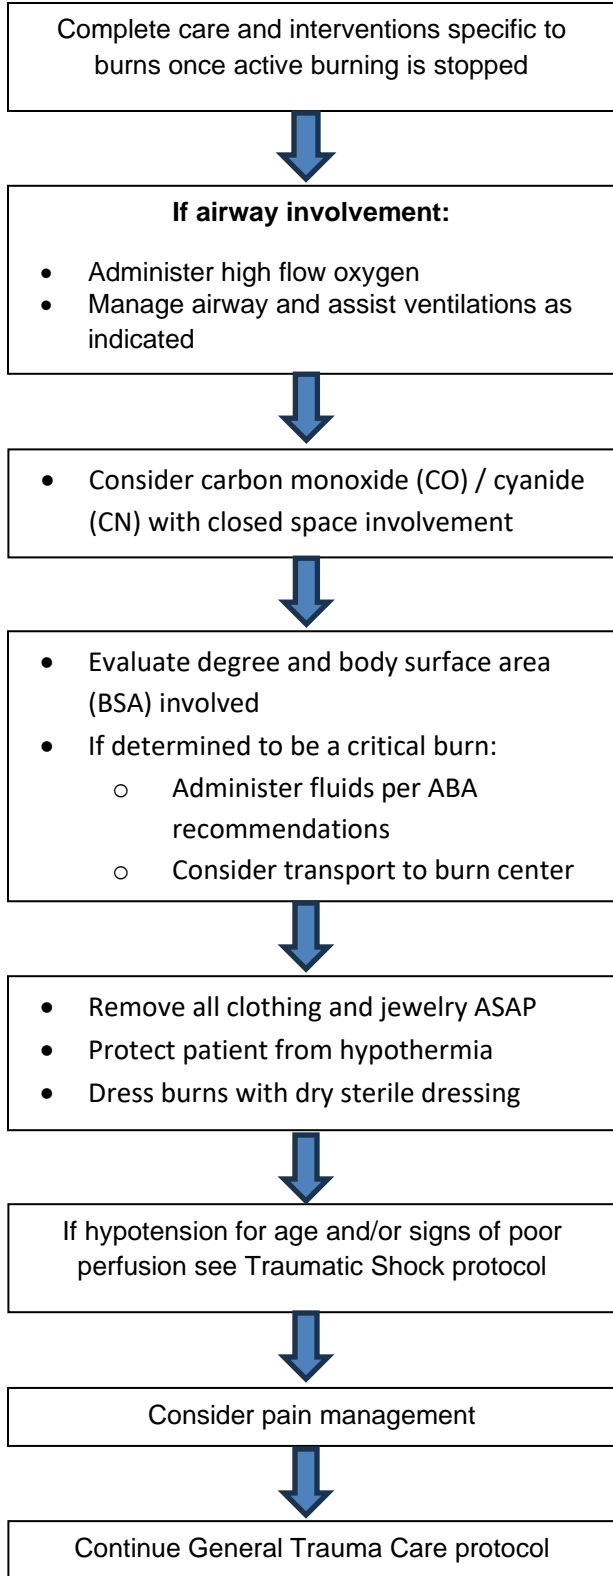 Complete care and interventions specific to
burns once active burning is stopped
If airway involvement:
• Administer high flow oxygen
• Manage airway and assist ventilations as
indicated
• Consider carbon monoxide (CO) / cyanide
(CN) with closed space involvement
• Evaluate degree and body surface area
(BSA) involved
• If determined to be a critical burn:
o Administer fluids per ABA
recommendations
o Consider transport to burn center
• Remove all clothing and jewelry ASAP
• Protect patient from hypothermia
• Dress burns with dry sterile dressing
If hypotension for age and/or signs of poor
perfusion see Traumatic Shock protocol
Consider pain management
Continue General Trauma Care protocol